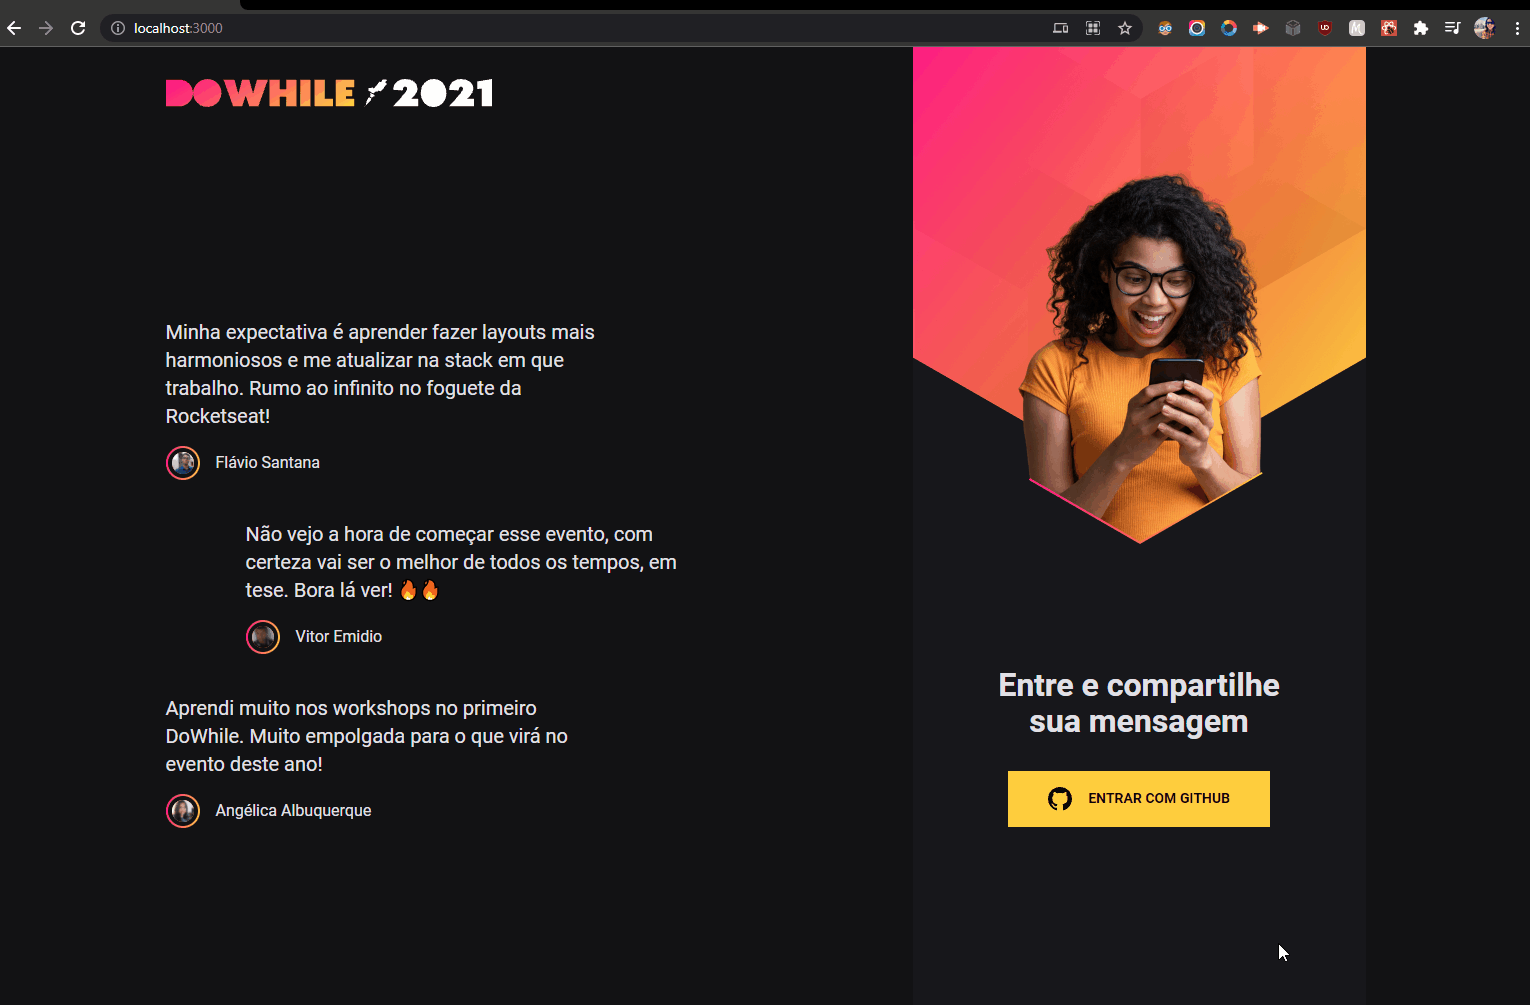 localhost:3000
DOWHILE 2021
Minha expectativa é aprender fazer layouts mais
harmoniosos e me atualizar na stack em que
trabalho. Rumo ao infinito no foguete da
Rocketseat!
Flávio Santana
Não vejo a hora de começar esse evento, com
certeza vai ser o melhor de todos os tempos, em
tese. Bora lá ver! 🔥🔥
Vitor Emidio
Aprendi muito nos workshops no primeiro
DoWhile. Muito empolgada para o que virá no
evento deste ano!
Angélica Albuquerque
Entre e compartilhe
sua mensagem
ENTRAR COM GITHUB